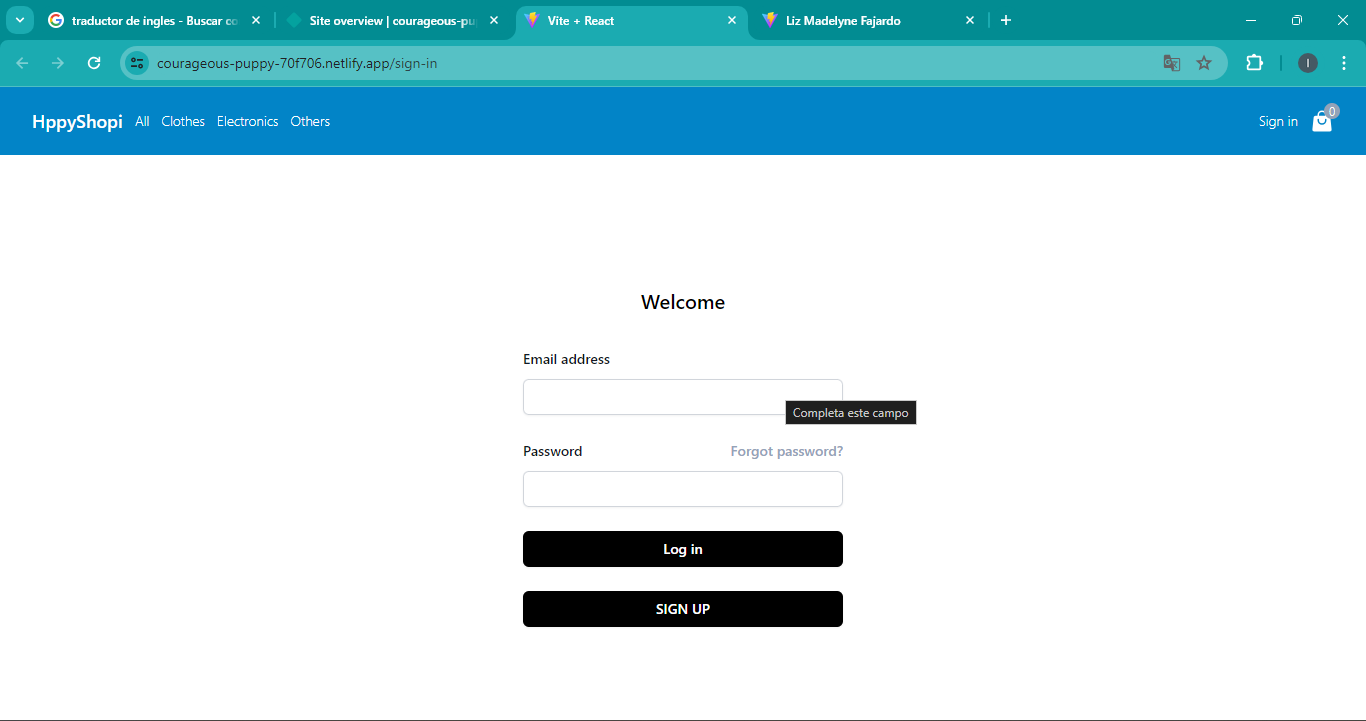 traductor de ingles - Buscar co
Site overview | courageous-pu
Vite + React
Liz Madelyne Fajardo
courageous-puppy-70f706.netlify.app/sign-in
I
HppyShopi All Clothes Electronics Others
Sign in 0
Welcome
Email address
Completa este campo
Password Forgot password?
Log in
SIGN UP